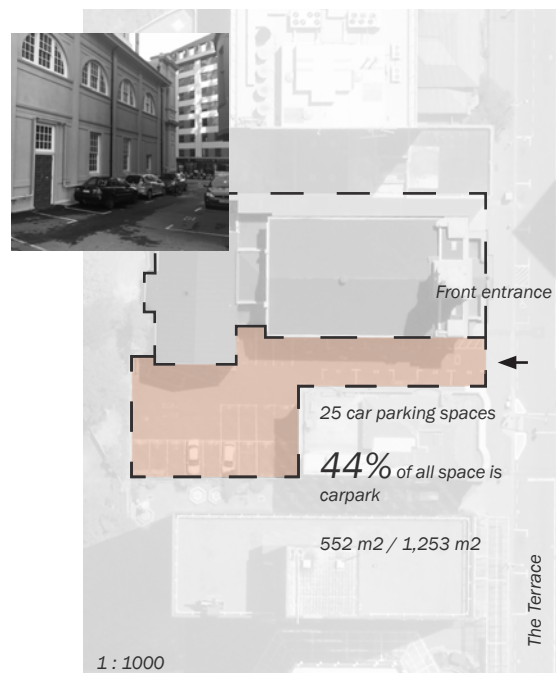 Front entrance
25 car parking spaces
44% of all space is
carpark
552 m2 / 1,253 m2
The Terrace
1 : 1000